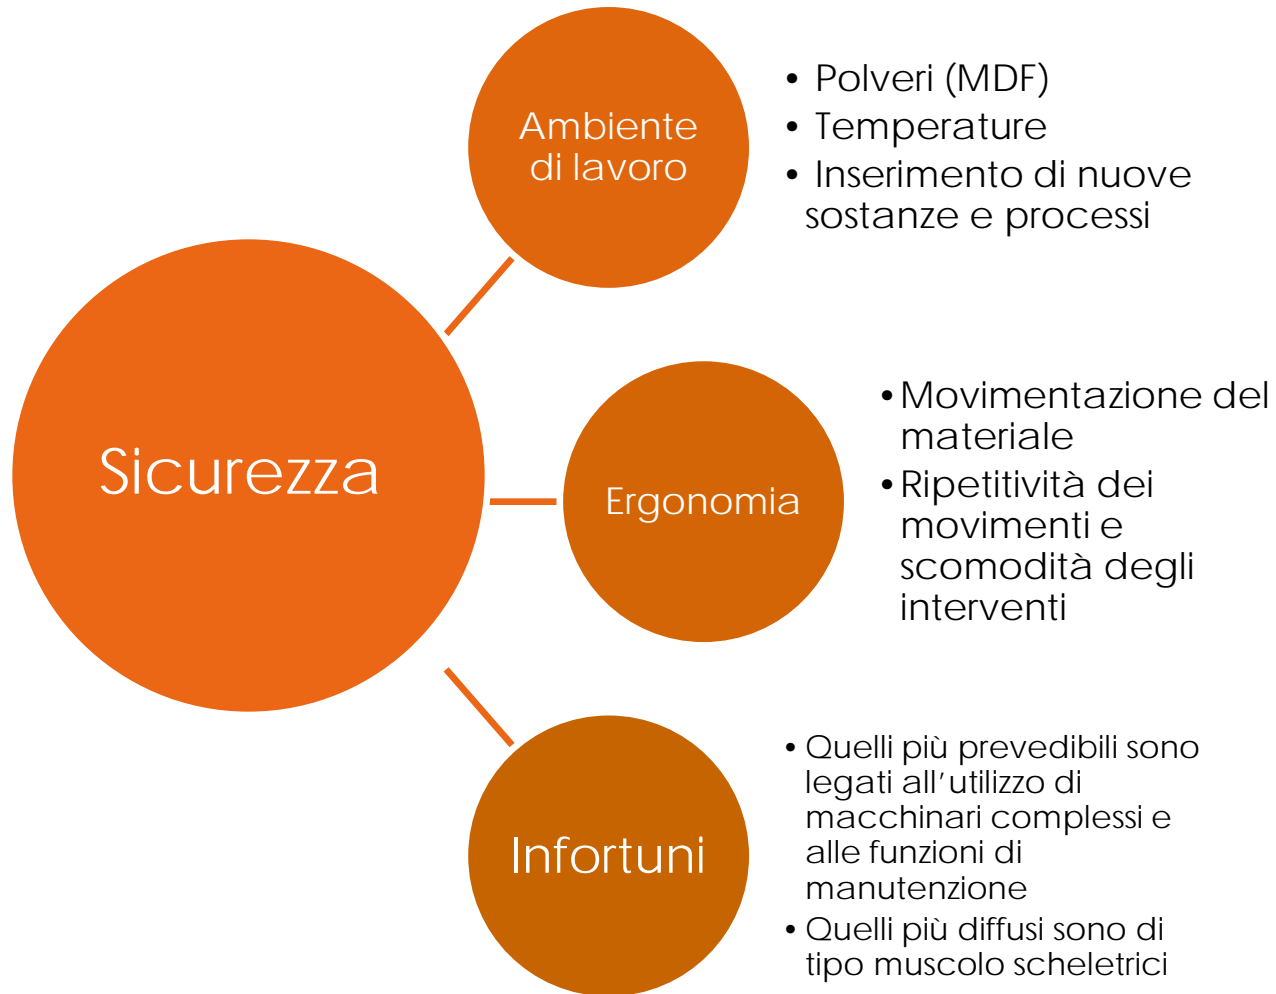 Sicurezza
Ambiente
di lavoro
• Polveri (MDF)
• Temperature
• Inserimento di nuove
sostanze e processi
Ergonomia
• Movimentazione del
materiale
• Ripetitività dei
movimenti e
scomodità degli
interventi
Infortuni
• Quelli più prevedibili sono
legati all’utilizzo di
macchinari complessi e
alle funzioni di
manutenzione
• Quelli più diffusi sono di
tipo muscolo scheletrici